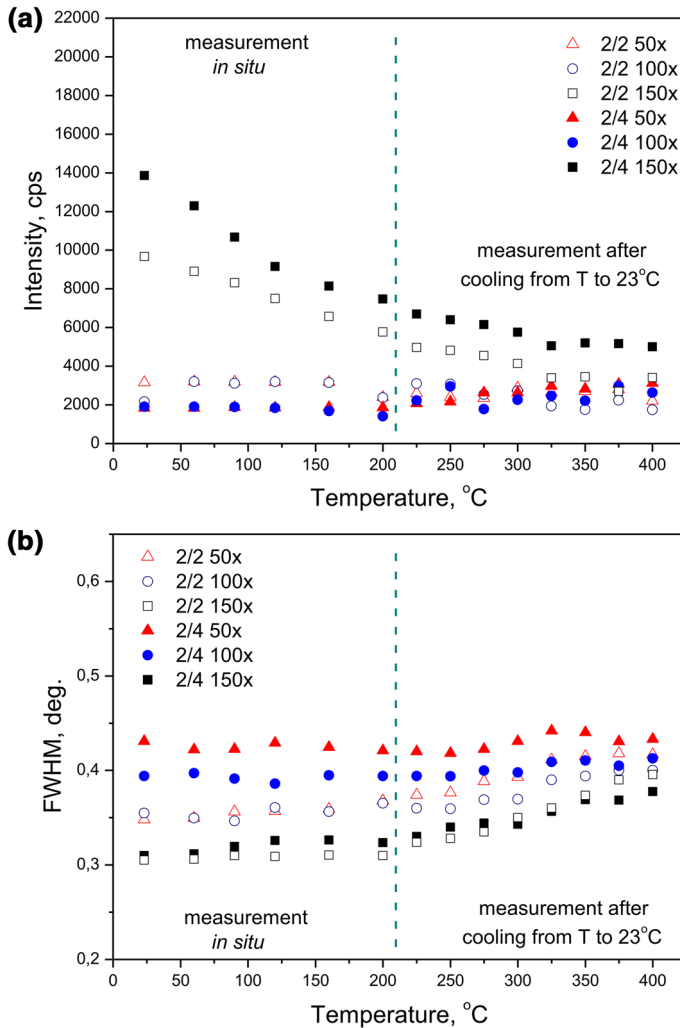 (a)
22000
20000
18000
16000
14000
12000
10000
8000
6000
4000
2000
0
Intensity, cps
measurement
in situ
2/2 50x
2/2 100x
2/2 150x
2/4 50x
2/4 100x
2/4 150x
measurement after
cooling from T to 23°C
0 50 100 150 200 250 300 350 400
Temperature, °C
(b)
0,6
0,5
0,4
0,3
0,2
FWHM, deg.
2/2 50x
2/2 100x
2/2 150x
2/4 50x
2/4 100x
2/4 150x
measurement
in situ
measurement after
cooling from T to 23°C
0 50 100 150 200 250 300 350 400
Temperature, °C